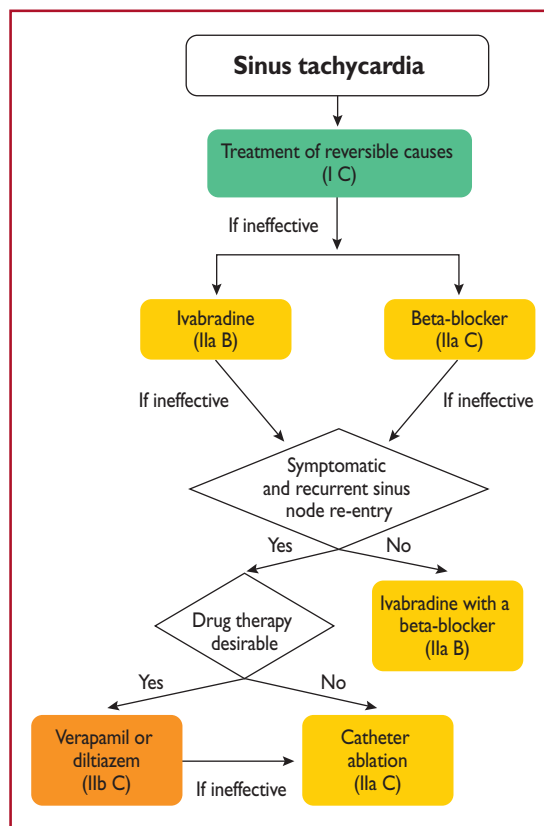 Sinus tachycardia
Treatment of reversible causes
(I C)
If ineffective
Ivabradine
(IIa B)
Beta-blocker
(IIa C)
If ineffective
If ineffective
Symptomatic
and recurrent sinus
node re-entry
Yes
No
Drug therapy
desirable
Ivabradine with a
beta-blocker
(IIa B)
Yes
No
Verapamil or
diltiazem
(IIb C)
If ineffective
Catheter
ablation
(IIa C)